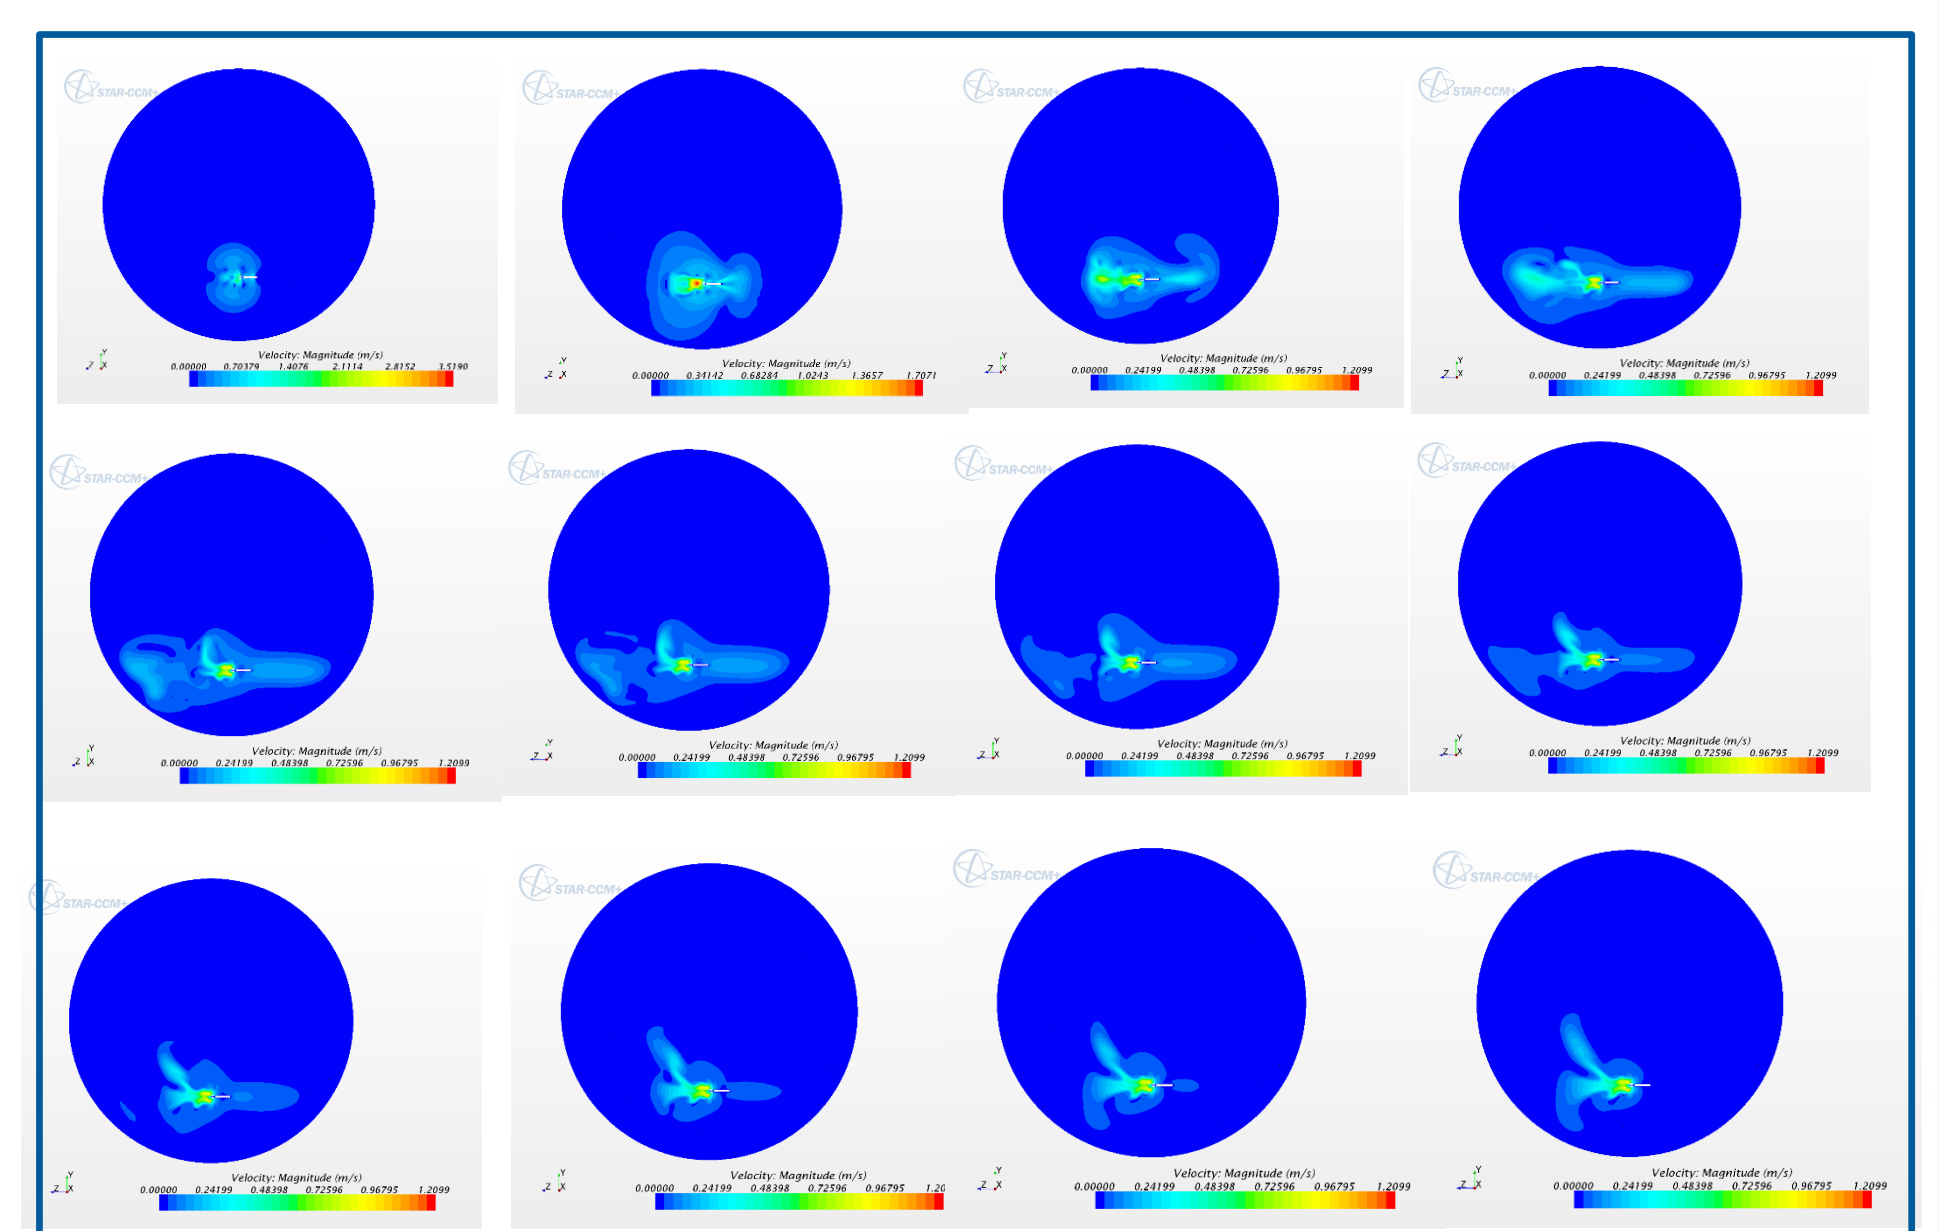 STAR-CCM+
Velocity: Magnitude (m/s)
0.00000 0.70379 1.4076 2.1114 2.8152 3.5190
Y
Z X
STAR-CCM+
Velocity: Magnitude (m/s)
0.00000 0.34142 0.68284 1.0243 1.3657 1.7071
Y
Z X
STAR-CCM+
Velocity: Magnitude (m/s)
0.00000 0.24199 0.48398 0.72596 0.96795 1.2099
Y
Z X
STAR-CCM+
Velocity: Magnitude (m/s)
0.00000 0.24199 0.48398 0.72596 0.96795 1.2099
Y
Z X
STAR-CCM+
Velocity: Magnitude (m/s)
0.00000 0.24199 0.48398 0.72596 0.96795 1.2099
Y
Z X
STAR-CCM+
Velocity: Magnitude (m/s)
0.00000 0.24199 0.48398 0.72596 0.96795 1.2099
Y
Z X
STAR-CCM+
Velocity: Magnitude (m/s)
0.00000 0.24199 0.48398 0.72596 0.96795 1.2099
Y
Z X
STAR-CCM+
Velocity: Magnitude (m/s)
0.00000 0.24199 0.48398 0.72596 0.96795 1.2099
Y
Z X
STAR-CCM+
Velocity: Magnitude (m/s)
0.00000 0.24199 0.48398 0.72596 0.96795 1.2099
Y
Z X
STAR-CCM+
Velocity: Magnitude (m/s)
0.00000 0.24199 0.48398 0.72596 0.96795 1.20
Y
Z X
STAR-CCM+
Velocity: Magnitude (m/s)
0.00000 0.24199 0.48398 0.72596 0.96795 1.2099
Y
Z X
STAR-CCM+
Velocity: Magnitude (m/s)
0.00000 0.24199 0.48398 0.72596 0.96795 1.2099
Y
Z X